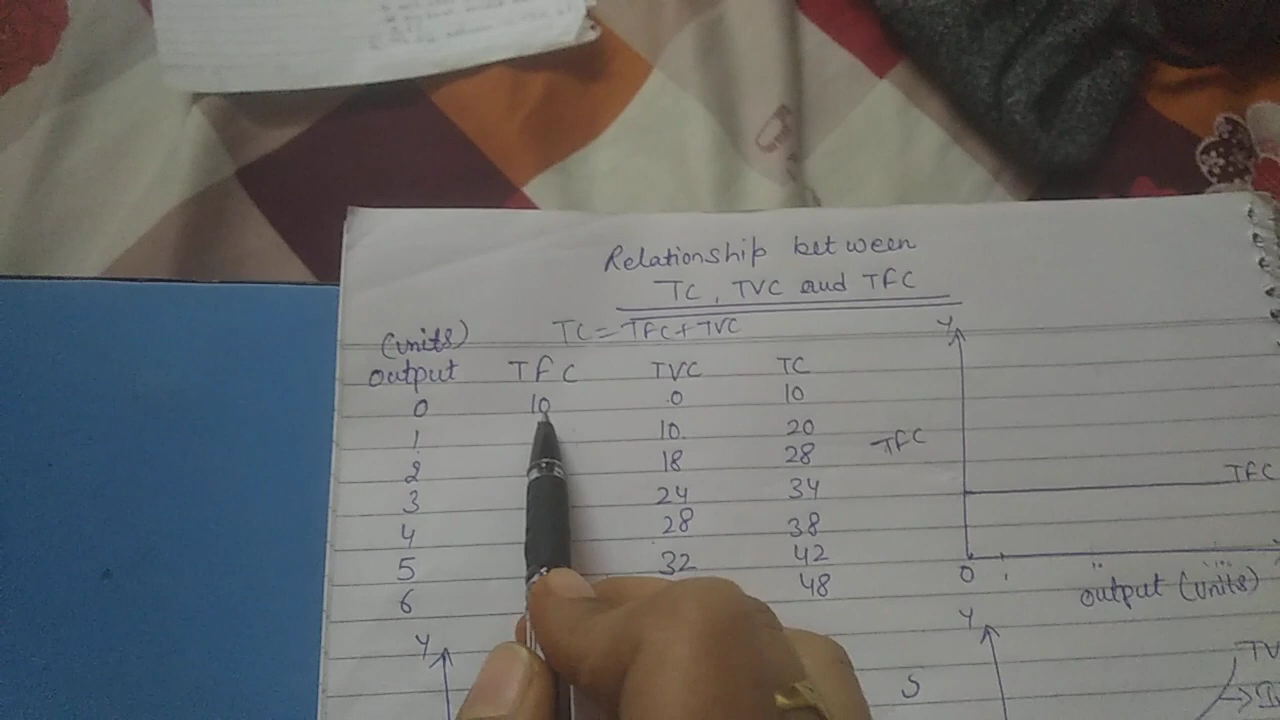 Relationship between
TC, TVC and TFC
TC = TFC + TVC
(units)
output TFC TVC TC
0 10 0 10
1 10 20
2 18 28
3 24 34
4 28 38
5 32 42
6 48
Y
TFC
TFC
0
output (units)
Y
Y
S
TV